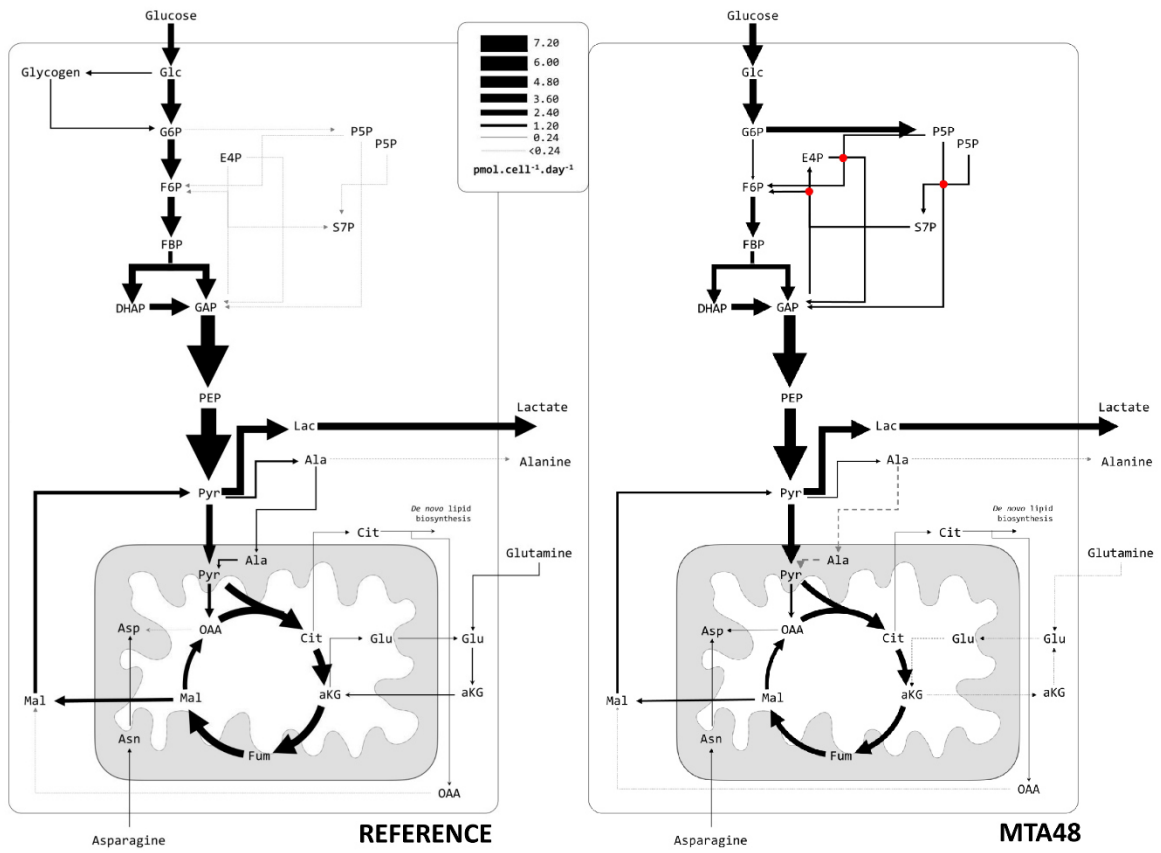 Glucose
Glycogen
Glc
G6P
P5P
P5P
E4P
F6P
S7P
FBP
DHAP
GAP
PEP
Lactate
Lac
Ala
Alanine
Pyr
De novo lipid
biosynthesis
Cit
Glutamine
Ala
Pyr
Asp
OAA
Cit
Glu
Glu
Mal
Mal
aKG
aKG
Asn
Fum
OAA
Asparagine
REFERENCE
7.20
6.00
4.80
3.60
2.40
1.20
0.24
<0.24
pmol.cell⁻¹.day⁻¹
Glucose
Glc
G6P
P5P
P5P
E4P
F6P
S7P
FBP
DHAP
GAP
PEP
Lactate
Lac
Ala
Alanine
Pyr
De novo lipid
biosynthesis
Cit
Glutamine
Ala
Pyr
Asp
OAA
Cit
Glu
Glu
Mal
Mal
aKG
aKG
Asn
Fum
OAA
Asparagine
MTA48